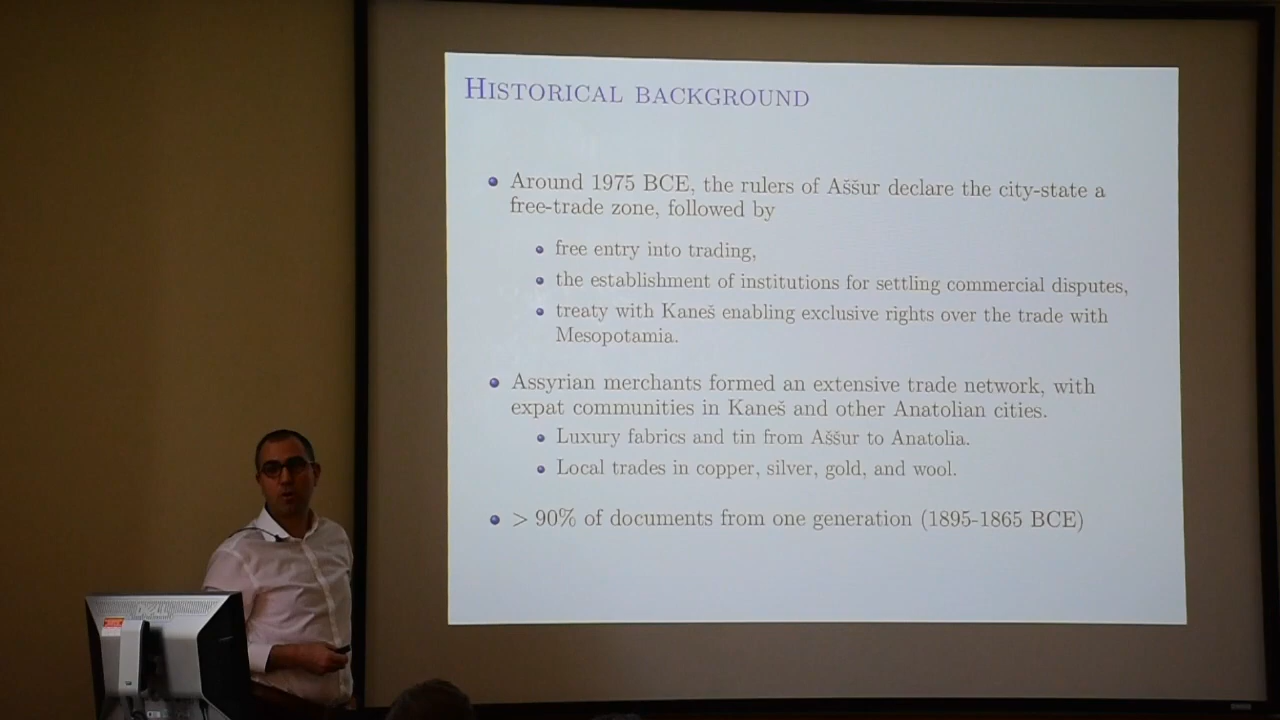 HISTORICAL BACKGROUND
Around 1975 BCE, the rulers of Aššur declare the city-state a
free-trade zone, followed by
free entry into trading,
the establishment of institutions for settling commercial disputes,
treaty with Kaneš enabling exclusive rights over the trade with
Mesopotamia.
Assyrian merchants formed an extensive trade network, with
expat communities in Kaneš and other Anatolian cities.
Luxury fabrics and tin from Aššur to Anatolia.
Local trades in copper, silver, gold, and wool.
> 90% of documents from one generation (1895-1865 BCE)
DELL